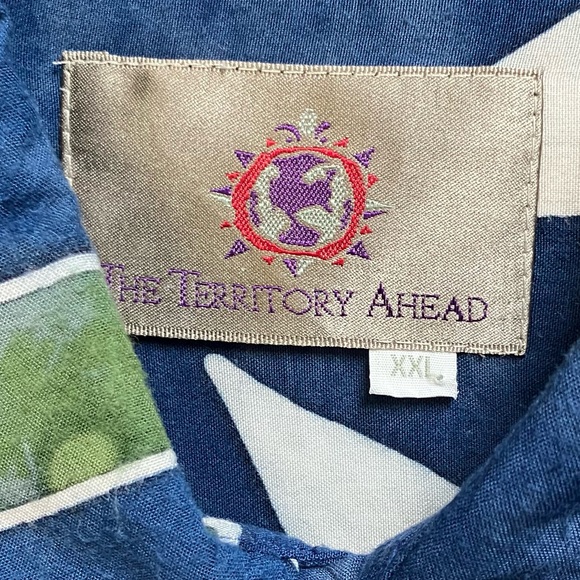 THE TERRITORY AHEAD
XXL